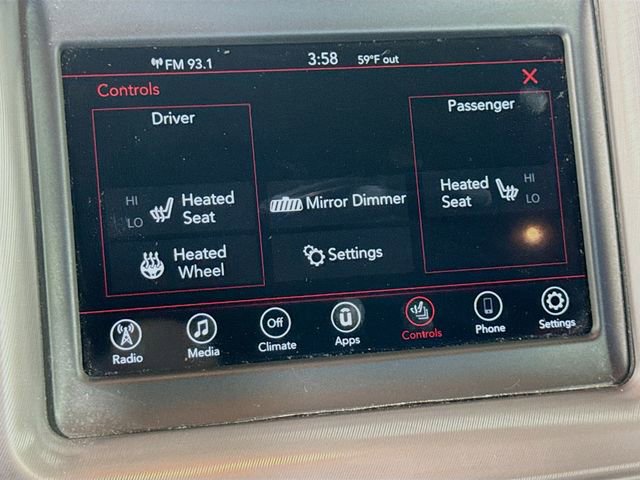 FM 93.1
3:58
59°F out
Controls
Driver
HI
LO
Heated
Seat
Heated
Wheel
Mirror Dimmer
Settings
Passenger
Heated
Seat
HI
LO
Radio
Media
Off
Climate
Apps
Controls
Phone
Settings